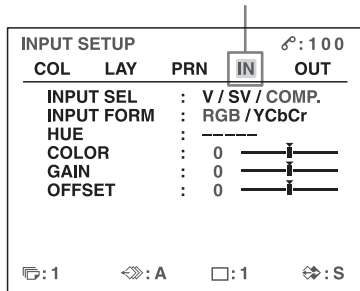 INPUT SETUP :100
COL LAY PRN IN OUT
INPUT SEL : V / SV / COMP.
INPUT FORM : RGB / YCbCr
HUE : -----
COLOR : 0
GAIN : 0
OFFSET : 0
:1 :A :1 :S